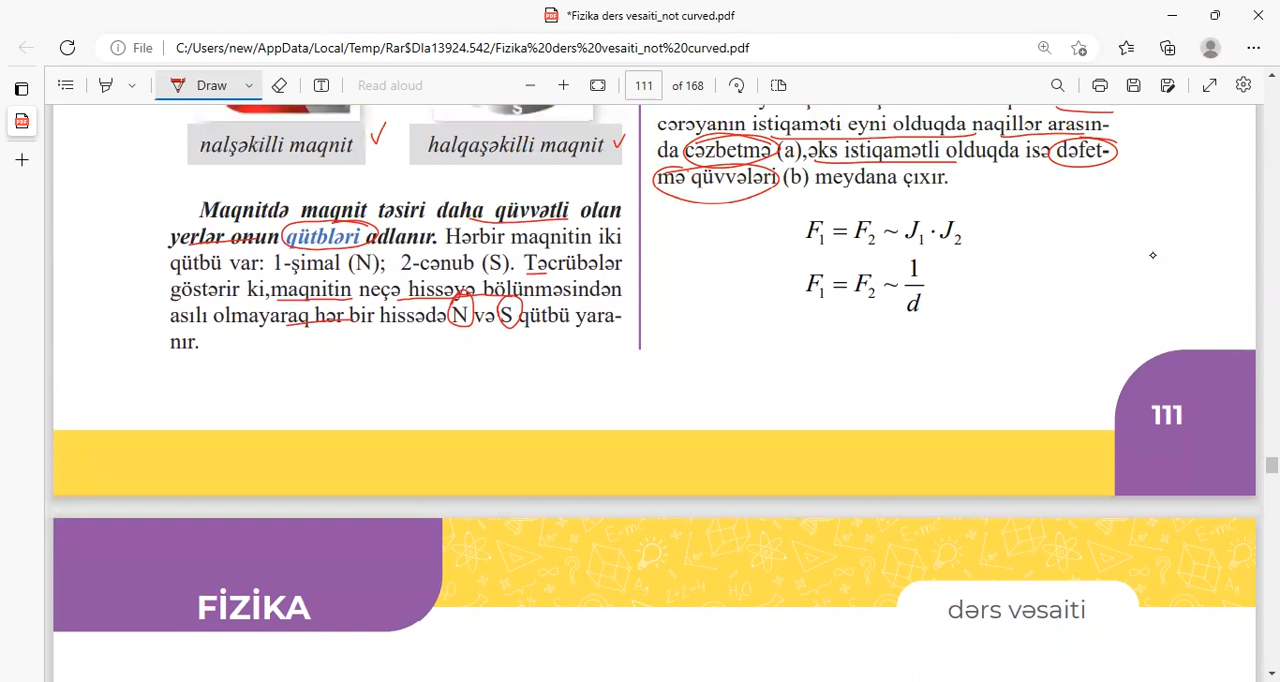 *Fizika ders vesaiti_not curved.pdf
File
C:/Users/new/AppData/Local/Temp/Rar$DIa13924.542/Fizika%20ders%20vesaiti_not%20curved.pdf
Draw
Read aloud
111 of 168
S
nalşəkilli maqnit
halqaşəkilli maqnit
Maqnitdə maqnit təsiri daha qüvvətli olan
yerlər onun qütbləri adlanır. Hərbir maqnitin iki
qütbü var: 1-şimal (N); 2-cənub (S). Təcrübələr
göstərir ki,maqnitin neçə hissəyə bölünməsindən
asılı olmayaraq hər bir hissədə N və S qütbü yara-
nır.
cərəyanın istiqaməti eyni olduqda naqillər arasın-
da cəzbetmə (a),əks istiqamətli olduqda isə dəfet-
mə qüvvələri (b) meydana çıxır.
F₁ = F₂ ~ J₁ · J₂
F₁ = F₂ ~ 1/d
111
FİZİKA
dərs vəsaiti